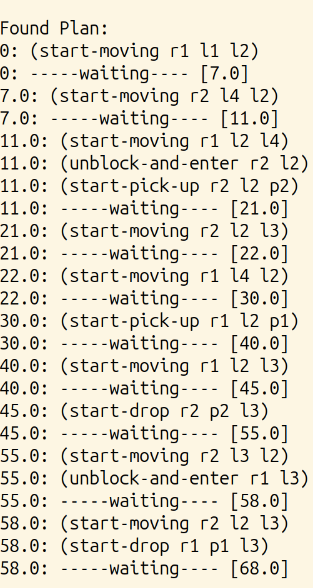 Found Plan:
0: (start-moving r1 l1 l2)
0: -----waiting---- [7.0]
7.0: (start-moving r2 l4 l2)
7.0: -----waiting---- [11.0]
11.0: (start-moving r1 l2 l4)
11.0: (unblock-and-enter r2 l2)
11.0: (start-pick-up r2 l2 p2)
11.0: -----waiting---- [21.0]
21.0: (start-moving r2 l2 l3)
21.0: -----waiting---- [22.0]
22.0: (start-moving r1 l4 l2)
22.0: -----waiting---- [30.0]
30.0: (start-pick-up r1 l2 p1)
30.0: -----waiting---- [40.0]
40.0: (start-moving r1 l2 l3)
40.0: -----waiting---- [45.0]
45.0: (start-drop r2 p2 l3)
45.0: -----waiting---- [55.0]
55.0: (start-moving r2 l3 l2)
55.0: (unblock-and-enter r1 l3)
55.0: -----waiting---- [58.0]
58.0: (start-moving r2 l2 l3)
58.0: (start-drop r1 p1 l3)
58.0: -----waiting---- [68.0]